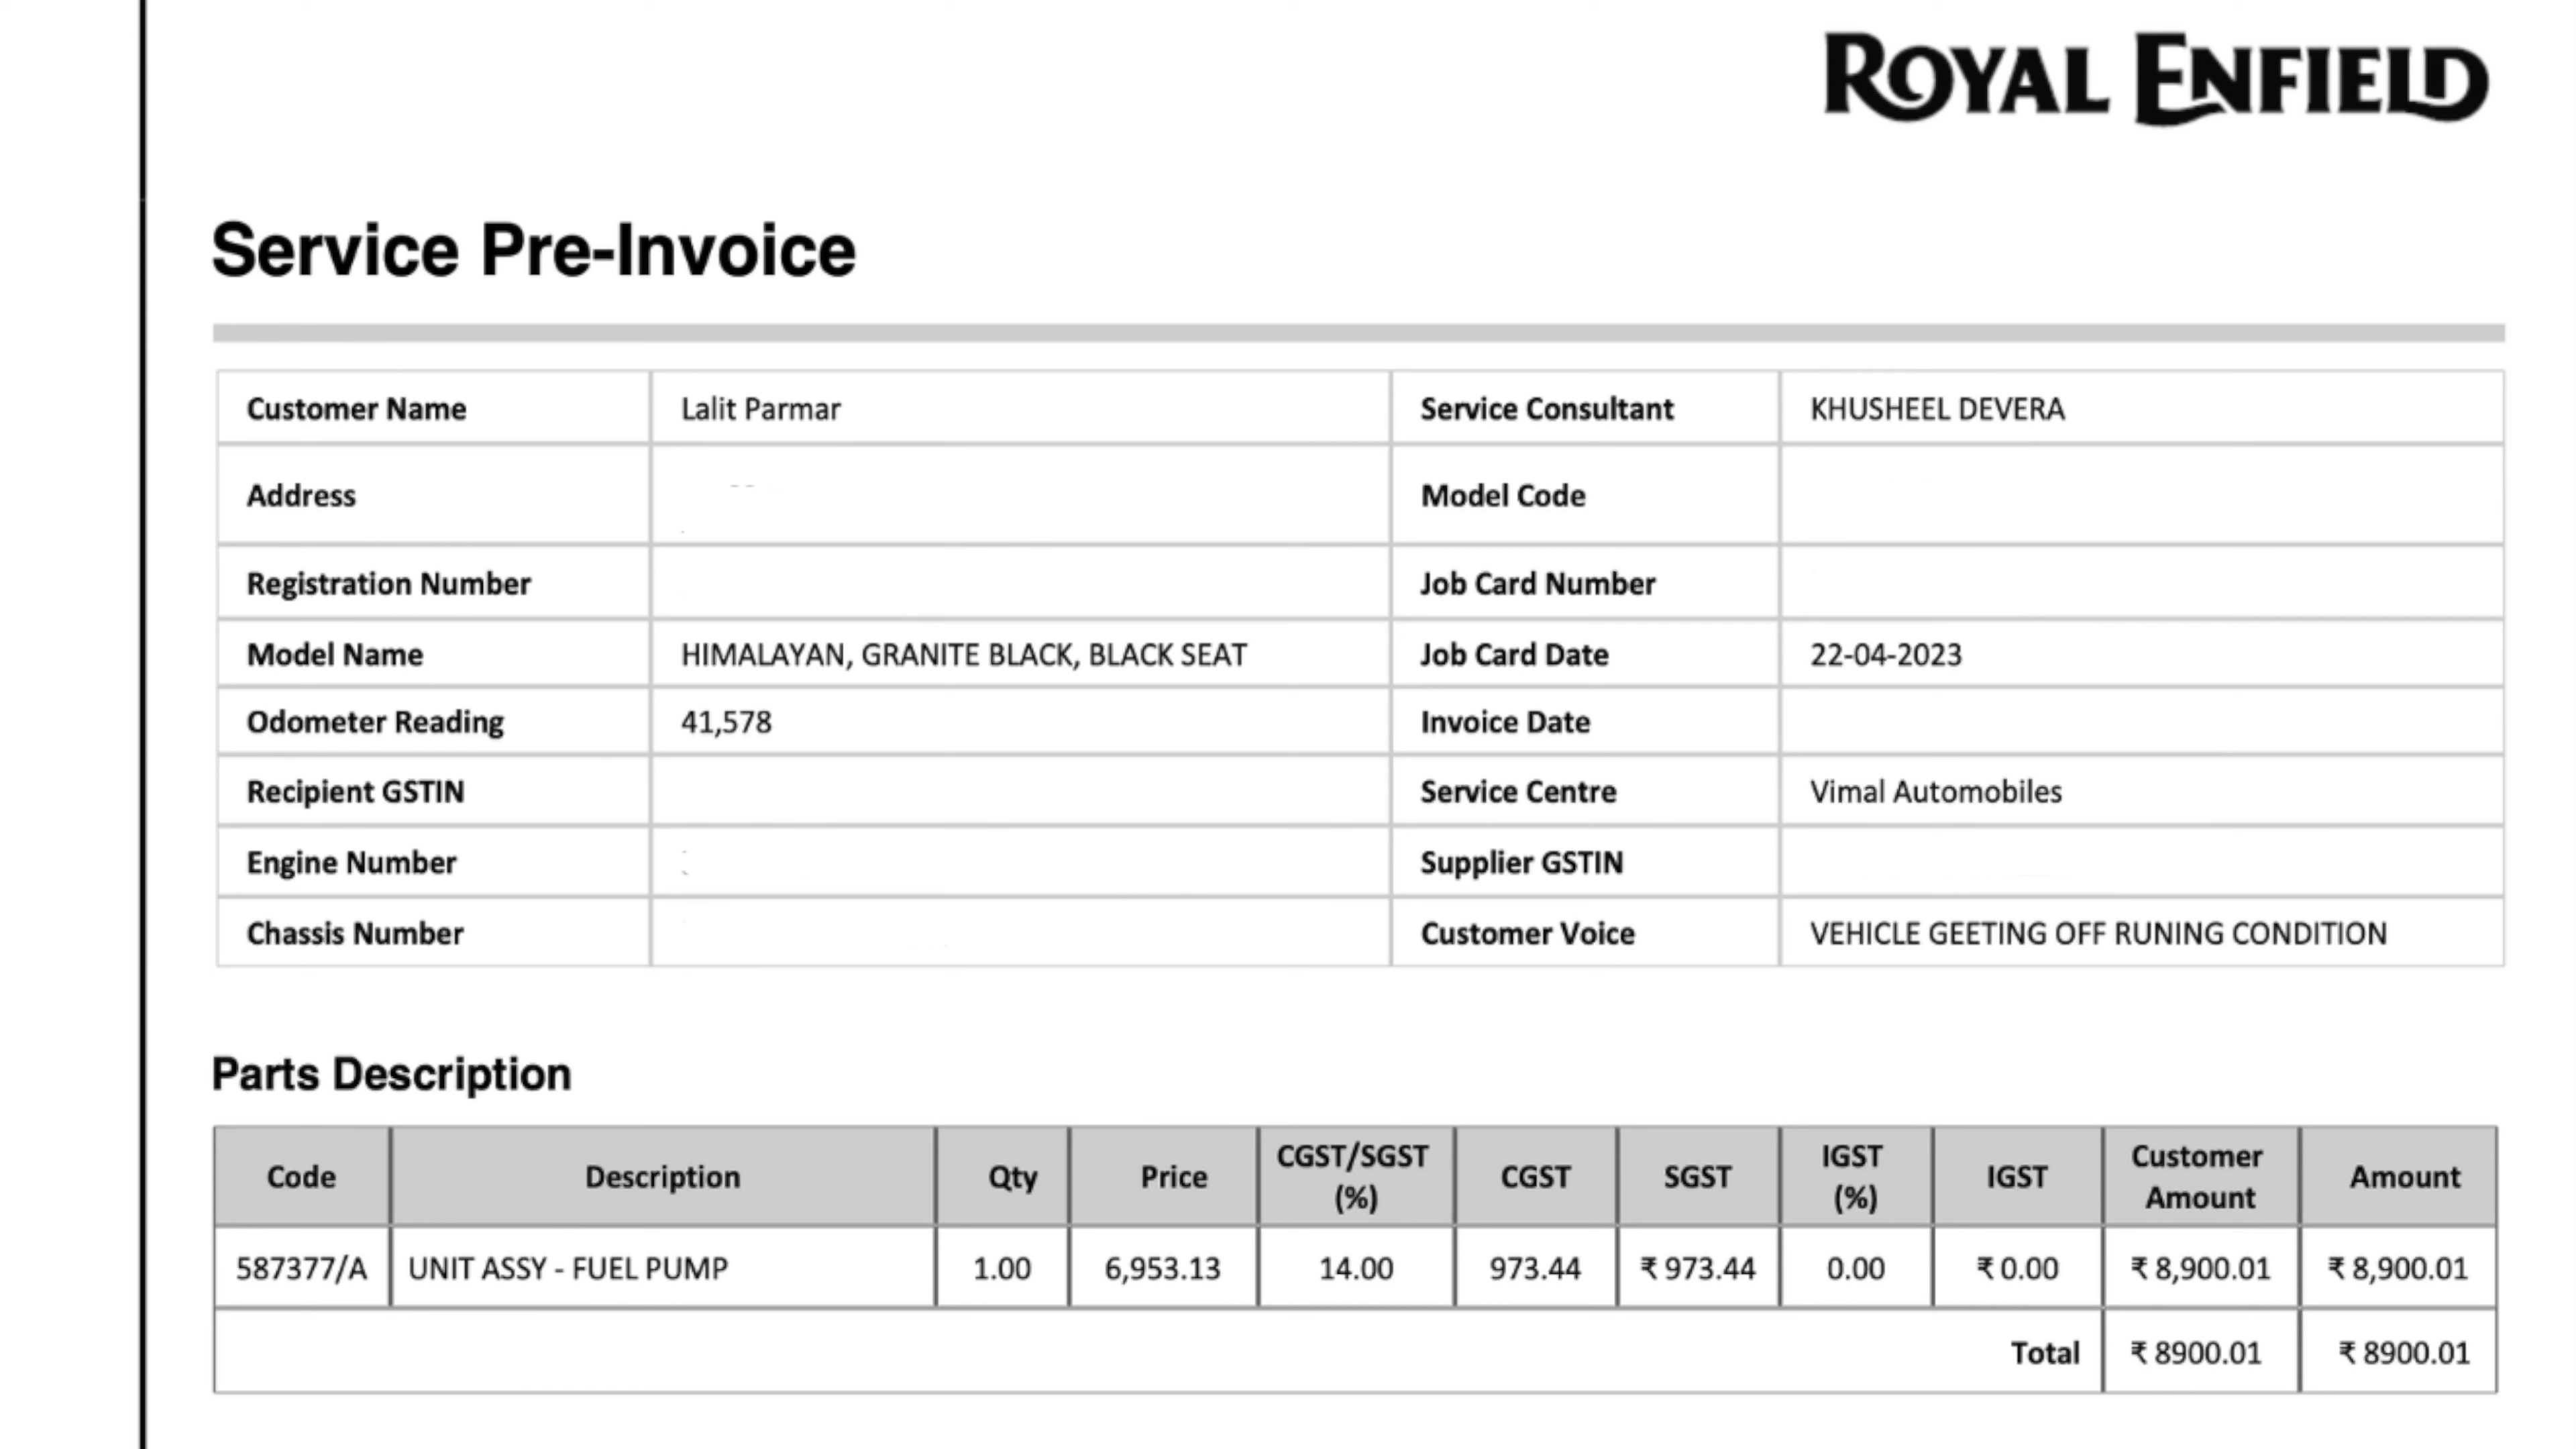 ROYAL ENFIELD
Service Pre-Invoice
Customer Name Lalit Parmar Service Consultant KHUSHEEL DEVERA
Address Model Code
Registration Number Job Card Number
Model Name HIMALAYAN, GRANITE BLACK, BLACK SEAT Job Card Date 22-04-2023
Odometer Reading 41,578 Invoice Date
Recipient GSTIN Service Centre Vimal Automobiles
Engine Number Supplier GSTIN
Chassis Number Customer Voice VEHICLE GEETING OFF RUNING CONDITION
Parts Description
Code Description Qty Price CGST/SGST (%) CGST SGST IGST (%) IGST Customer Amount Amount
587377/A UNIT ASSY - FUEL PUMP 1.00 6,953.13 14.00 973.44 ₹ 973.44 0.00 ₹ 0.00 ₹ 8,900.01 ₹ 8,900.01
Total ₹ 8900.01 ₹ 8900.01